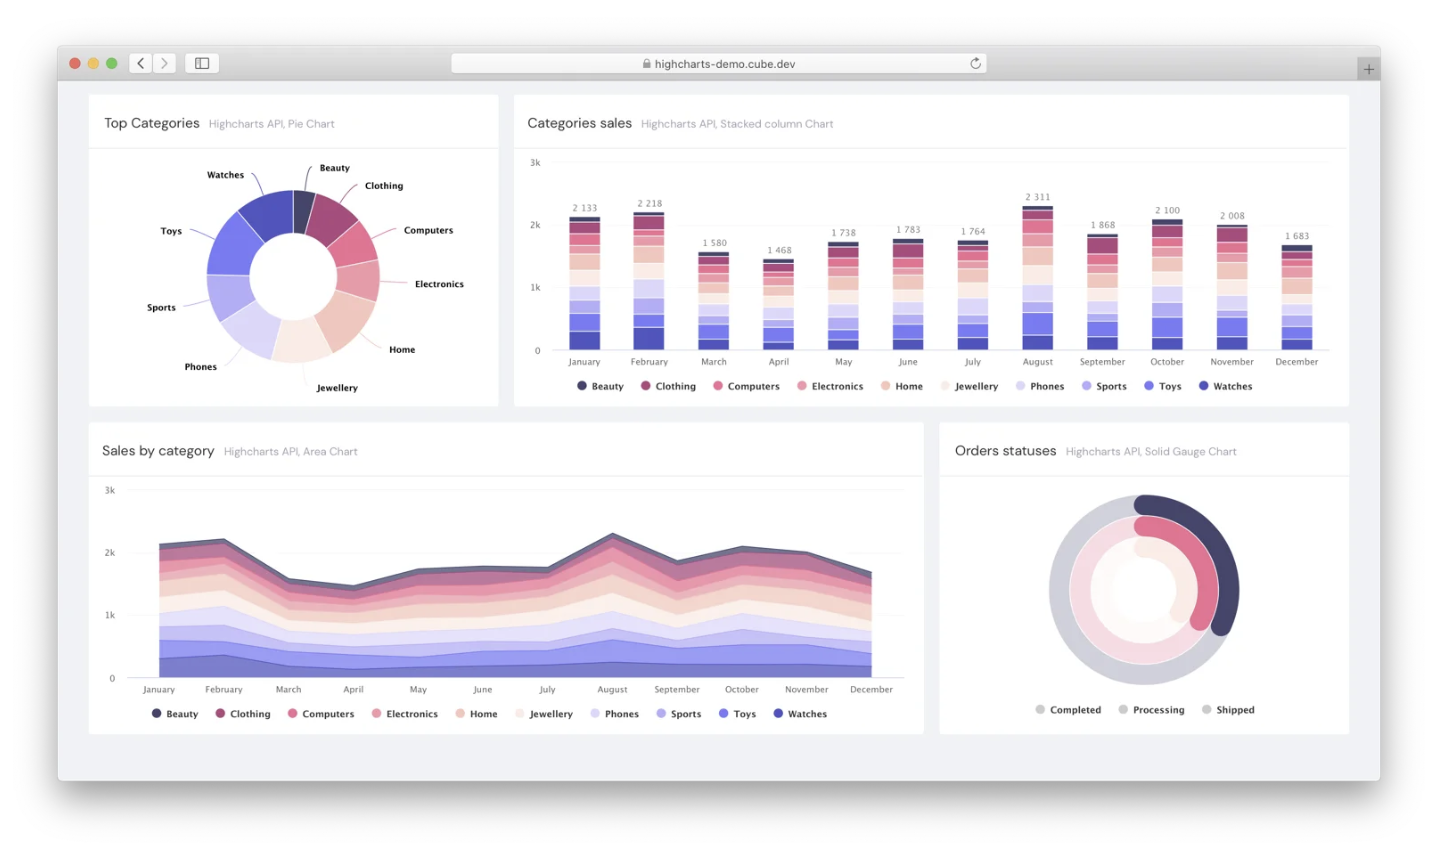 highcharts-demo.cube.dev
Top Categories Highcharts API, Pie Chart
Beauty
Watches
Clothing
Computers
Toys
Electronics
Sports
Home
Phones
Jewellery
Categories sales Highcharts API, Stacked column Chart
3k
2k
1k
0
2 133
2 218
1 580
1 468
1 738
1 783
1 764
2 311
1 868
2 100
2 008
1 683
January February March April May June July August September October November December
Beauty Clothing Computers Electronics Home Jewellery Phones Sports Toys Watches
Sales by category Highcharts API, Area Chart
3k
2k
1k
0
January February March April May June July August September October November December
Beauty Clothing Computers Electronics Home Jewellery Phones Sports Toys Watches
Orders statuses Highcharts API, Solid Gauge Chart
Completed Processing Shipped